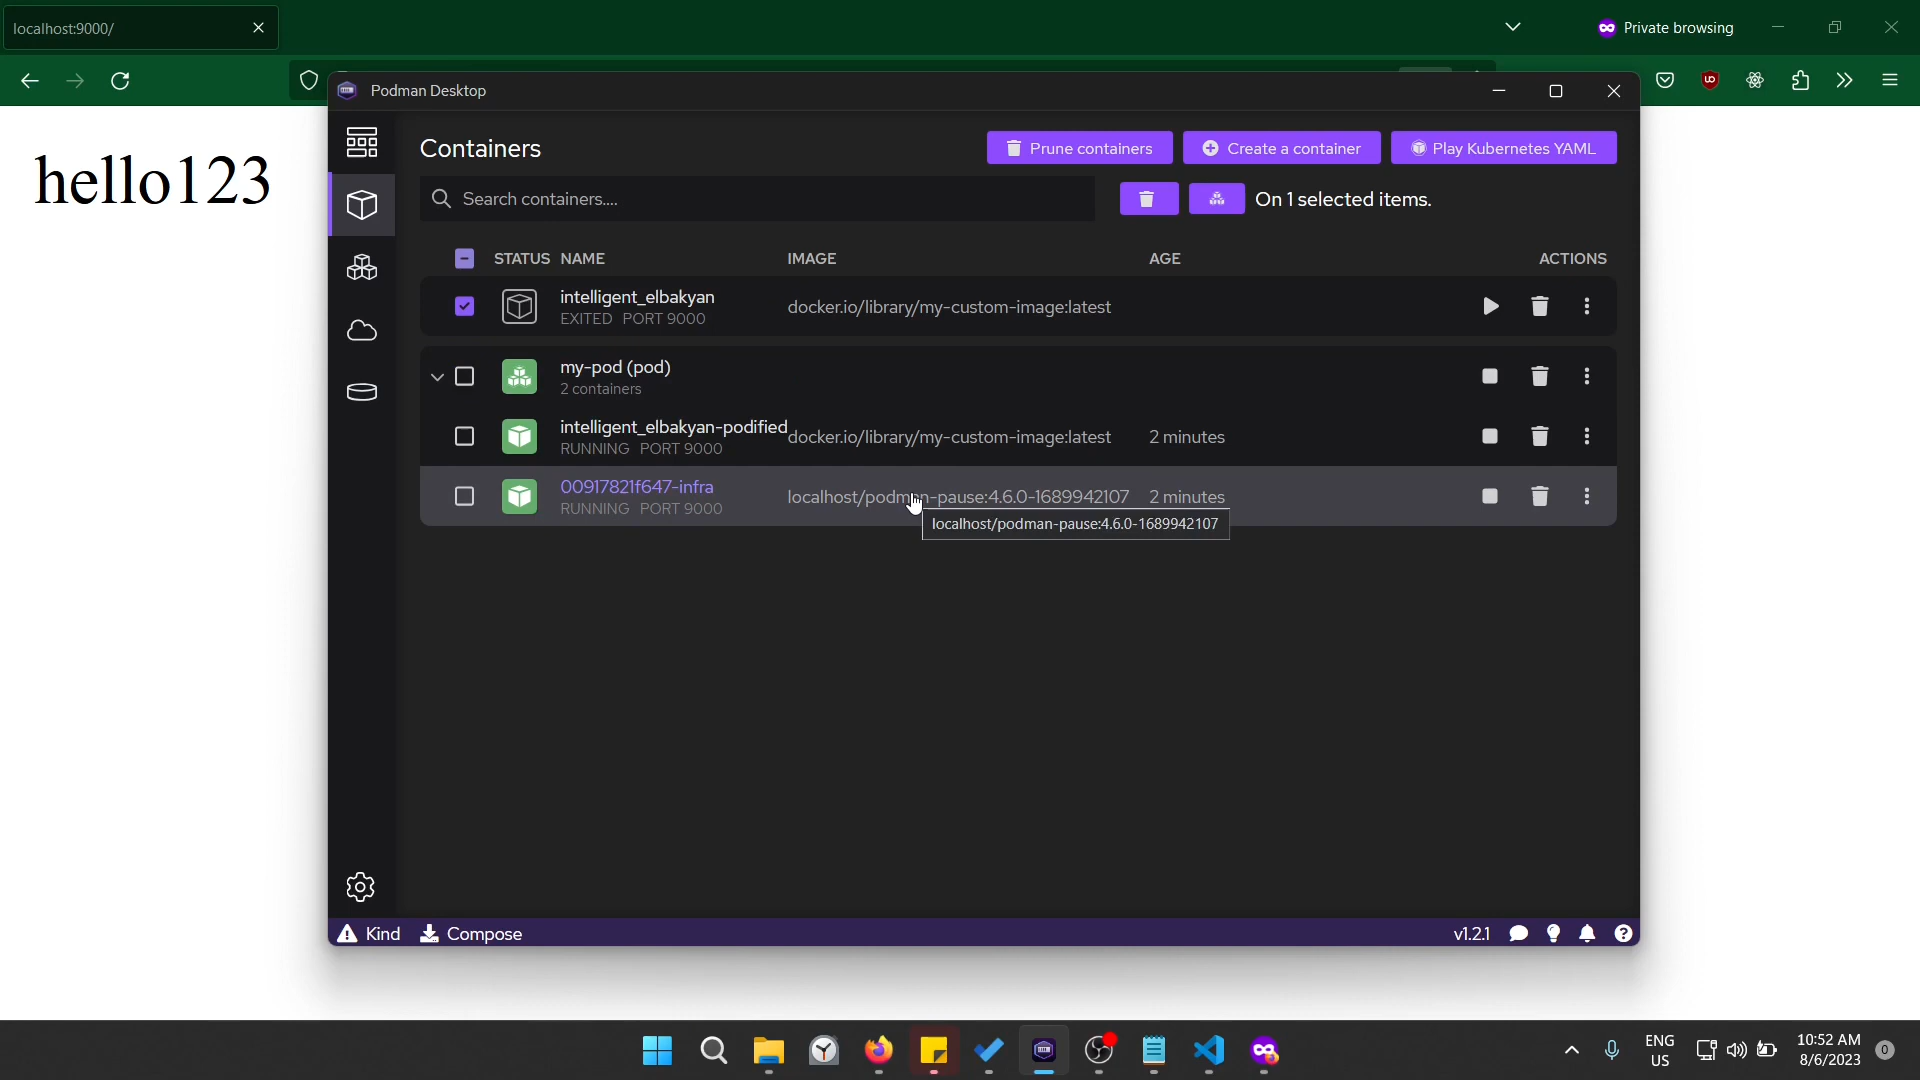 localhost:9000/
Private browsing
Podman Desktop
hello123
Containers
Prune containers
Create a container
Play Kubernetes YAML
Search containers....
On 1 selected items.
STATUS NAME IMAGE AGE ACTIONS
intelligent_elbakyan
EXITED PORT 9000
docker.io/library/my-custom-image:latest
my-pod (pod)
2 containers
intelligent_elbakyan-podified
RUNNING PORT 9000
docker.io/library/my-custom-image:latest
2 minutes
00917821f647-infra
RUNNING PORT 9000
localhost/podman-pause:4.6.0-1689942107
2 minutes
localhost/podman-pause:4.6.0-1689942107
Kind
Compose
v1.2.1
ENG
US
10:52 AM
8/6/2023
0